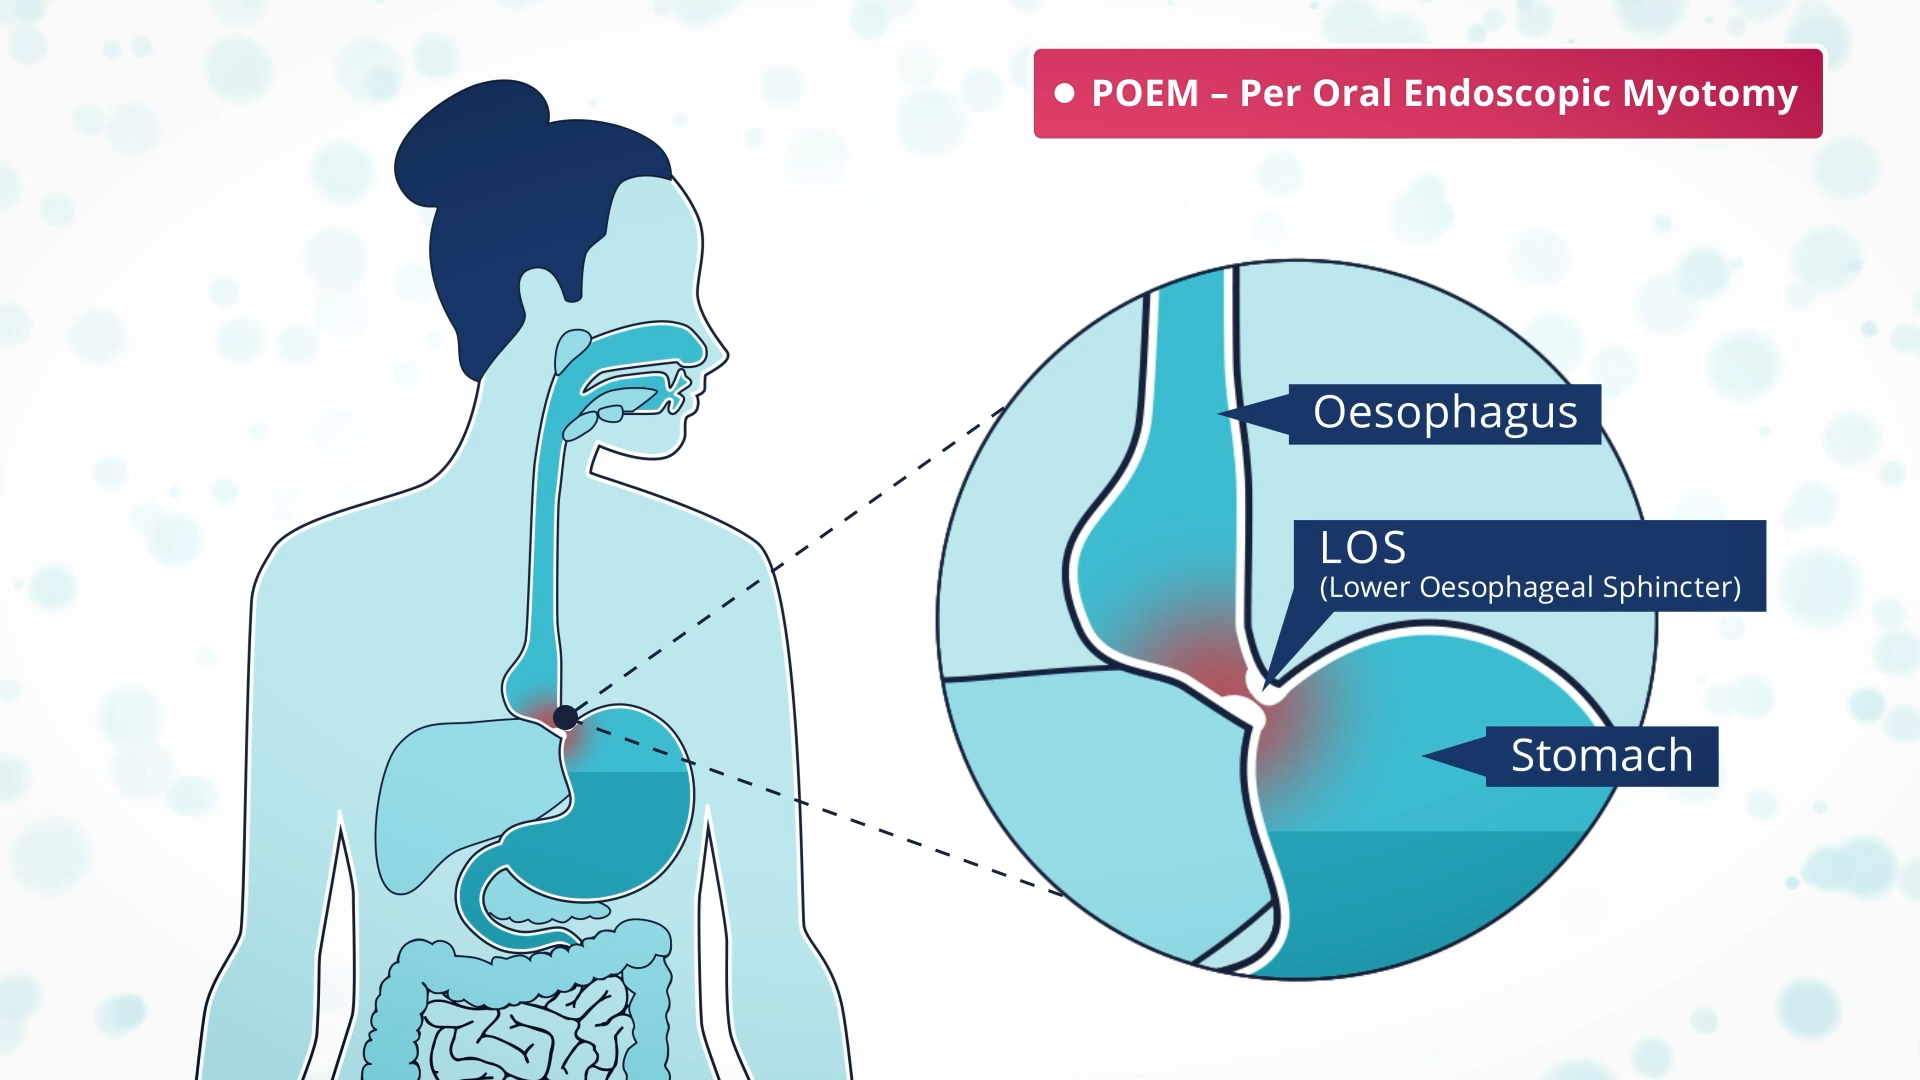 POEM – Per Oral Endoscopic Myotomy
Oesophagus
LOS
(Lower Oesophageal Sphincter)
Stomach